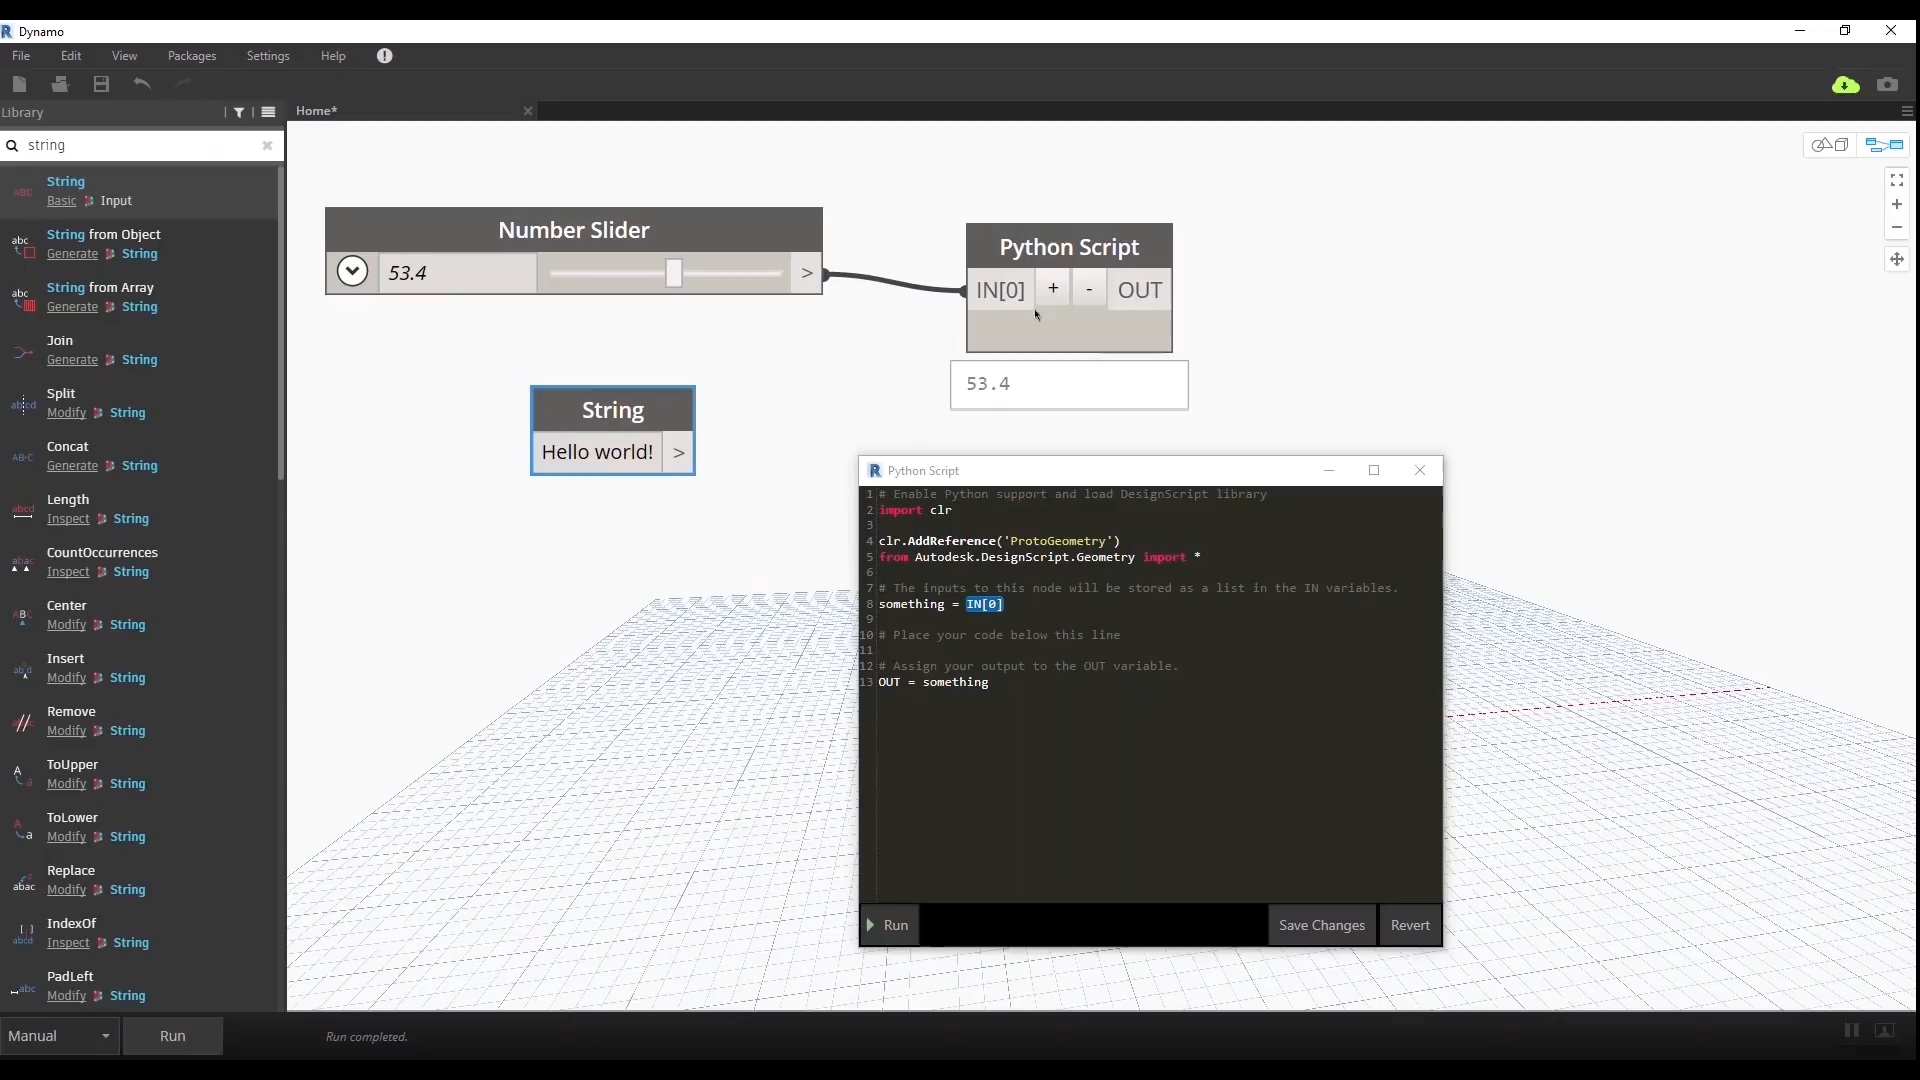 Dynamo
File Edit View Packages Settings Help
Library
Home*
string
String
Basic Input
String from Object
Generate String
String from Array
Generate String
Join
Generate String
Split
Modify String
Concat
Generate String
Length
Inspect String
CountOccurrences
Inspect String
Center
Modify String
Insert
Modify String
Remove
Modify String
ToUpper
Modify String
ToLower
Modify String
Replace
Modify String
IndexOf
Inspect String
PadLeft
Modify String
Number Slider
53.4 >
String
Hello world! >
Python Script
IN[0] + - OUT
53.4
Python Script
1 # Enable Python support and load DesignScript library
2 import clr
3
4 clr.AddReference('ProtoGeometry')
5 from Autodesk.DesignScript.Geometry import *
6
7 # The inputs to this node will be stored as a list in the IN variables.
8 something = IN[0]
9
10 # Place your code below this line
11
12 # Assign your output to the OUT variable.
13 OUT = something
Run Save Changes Revert
Manual Run Run completed.